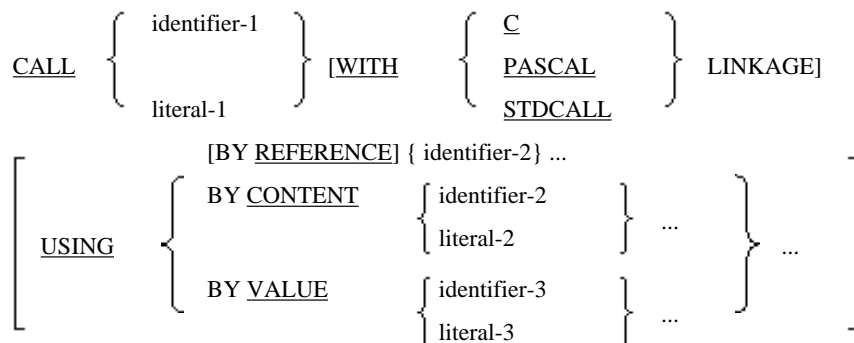 identifier-1 C
CALL [WITH PASCAL LINKAGE]
literal-1 STDCALL
[BY REFERENCE] { identifier-2} ...
BY CONTENT identifier-2
literal-2 ...
USING ...
BY VALUE identifier-3
literal-3 ...